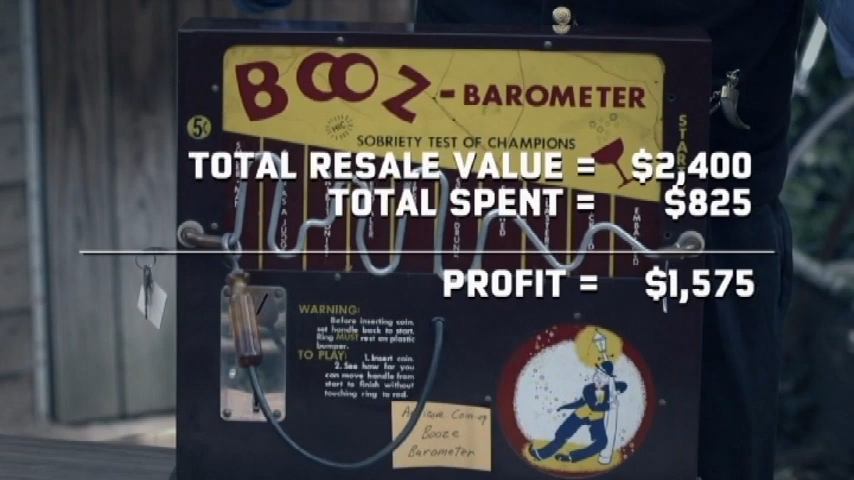 BOOZ-BAROMETER
5¢
HIC
SOBRIETY TEST OF CHAMPIONS
START
TOTAL RESALE VALUE = $2,400
TOTAL SPENT = $825
PROFIT = $1,575
WARNING:
Before inserting coin,
set handle back to start.
Ring MUST rest on plastic
bumper.
TO PLAY: 1. Insert coin.
2. See how far you
can move handle from
start to finish without
touching ring to rod.
Antique Coin-op
Booze
Barometer